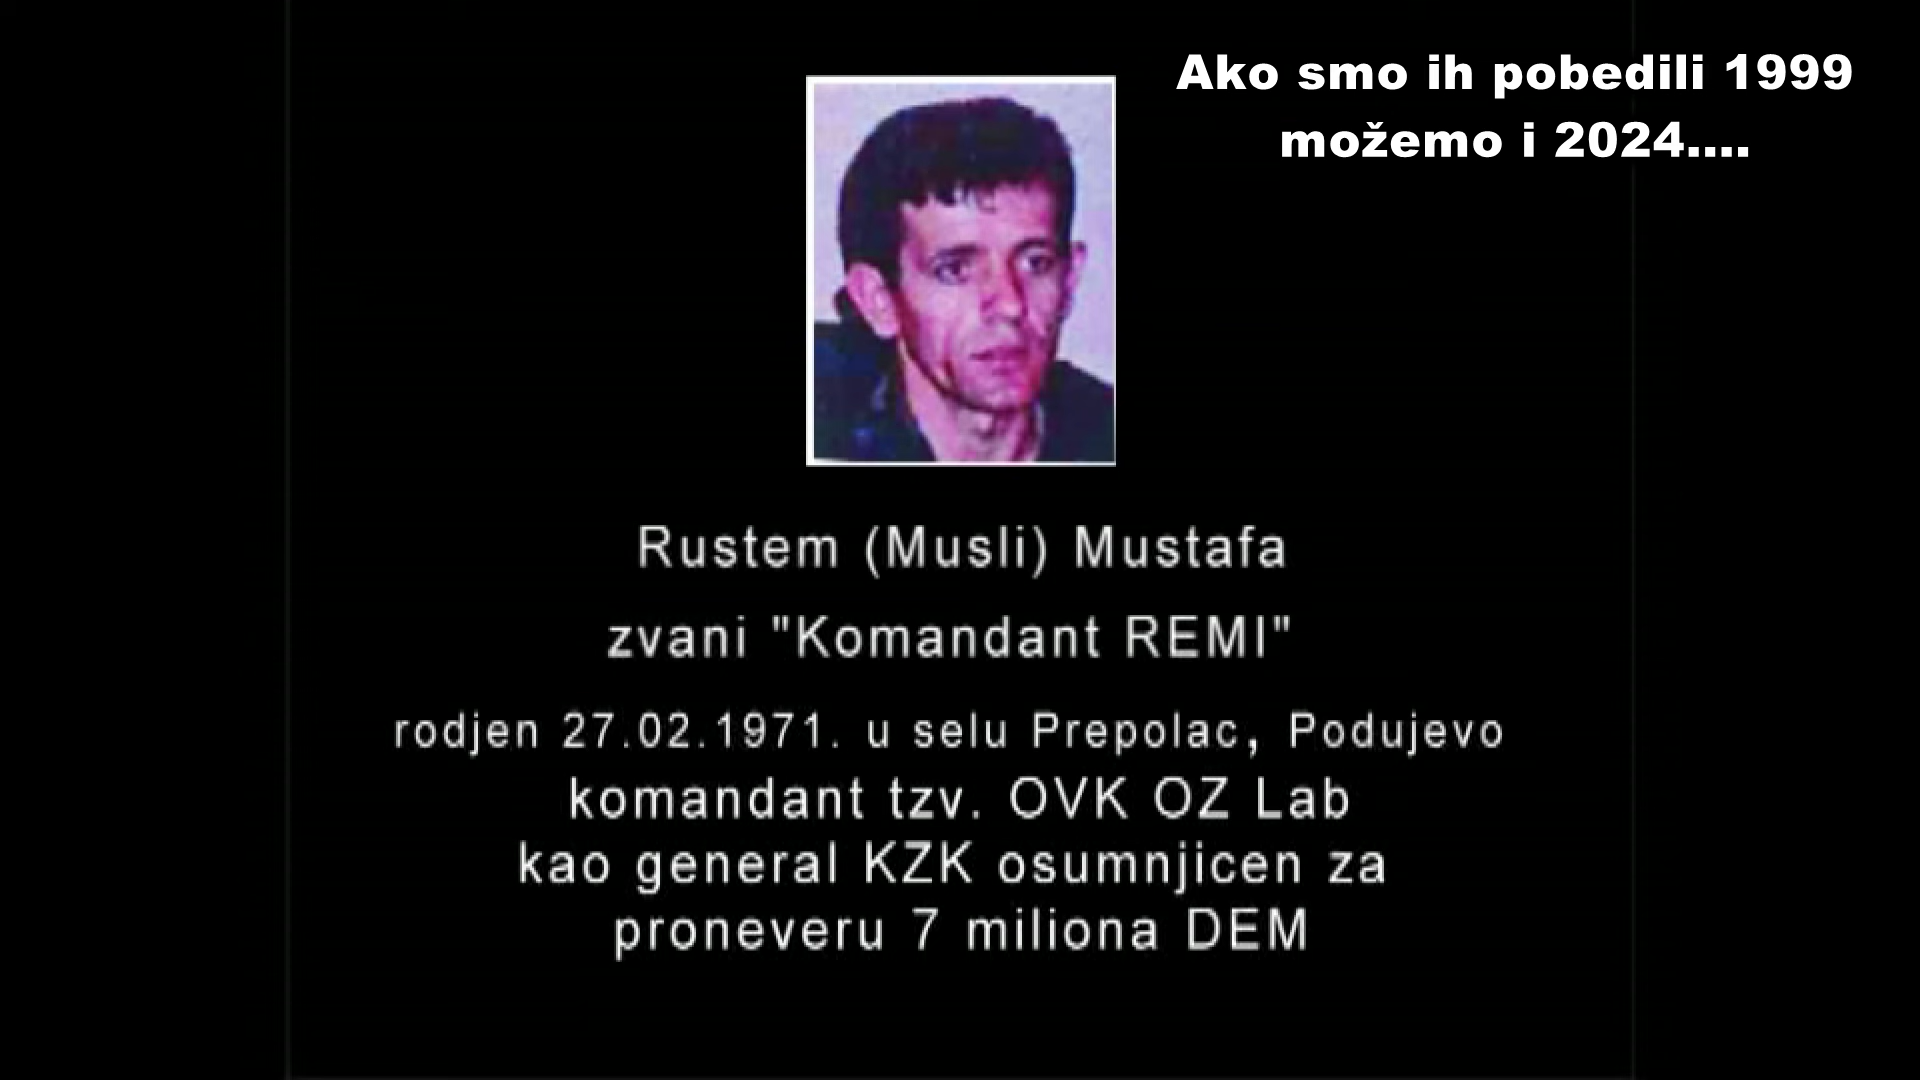 Ako smo ih pobedili 1999
možemo i 2024....
Rustem (Musli) Mustafa
zvani "Komandant REMI"
rodjen 27.02.1971. u selu Prepolac, Podujevo
komandant tzv. OVK OZ Lab
kao general KZK osumnjicen za
proneveru 7 miliona DEM